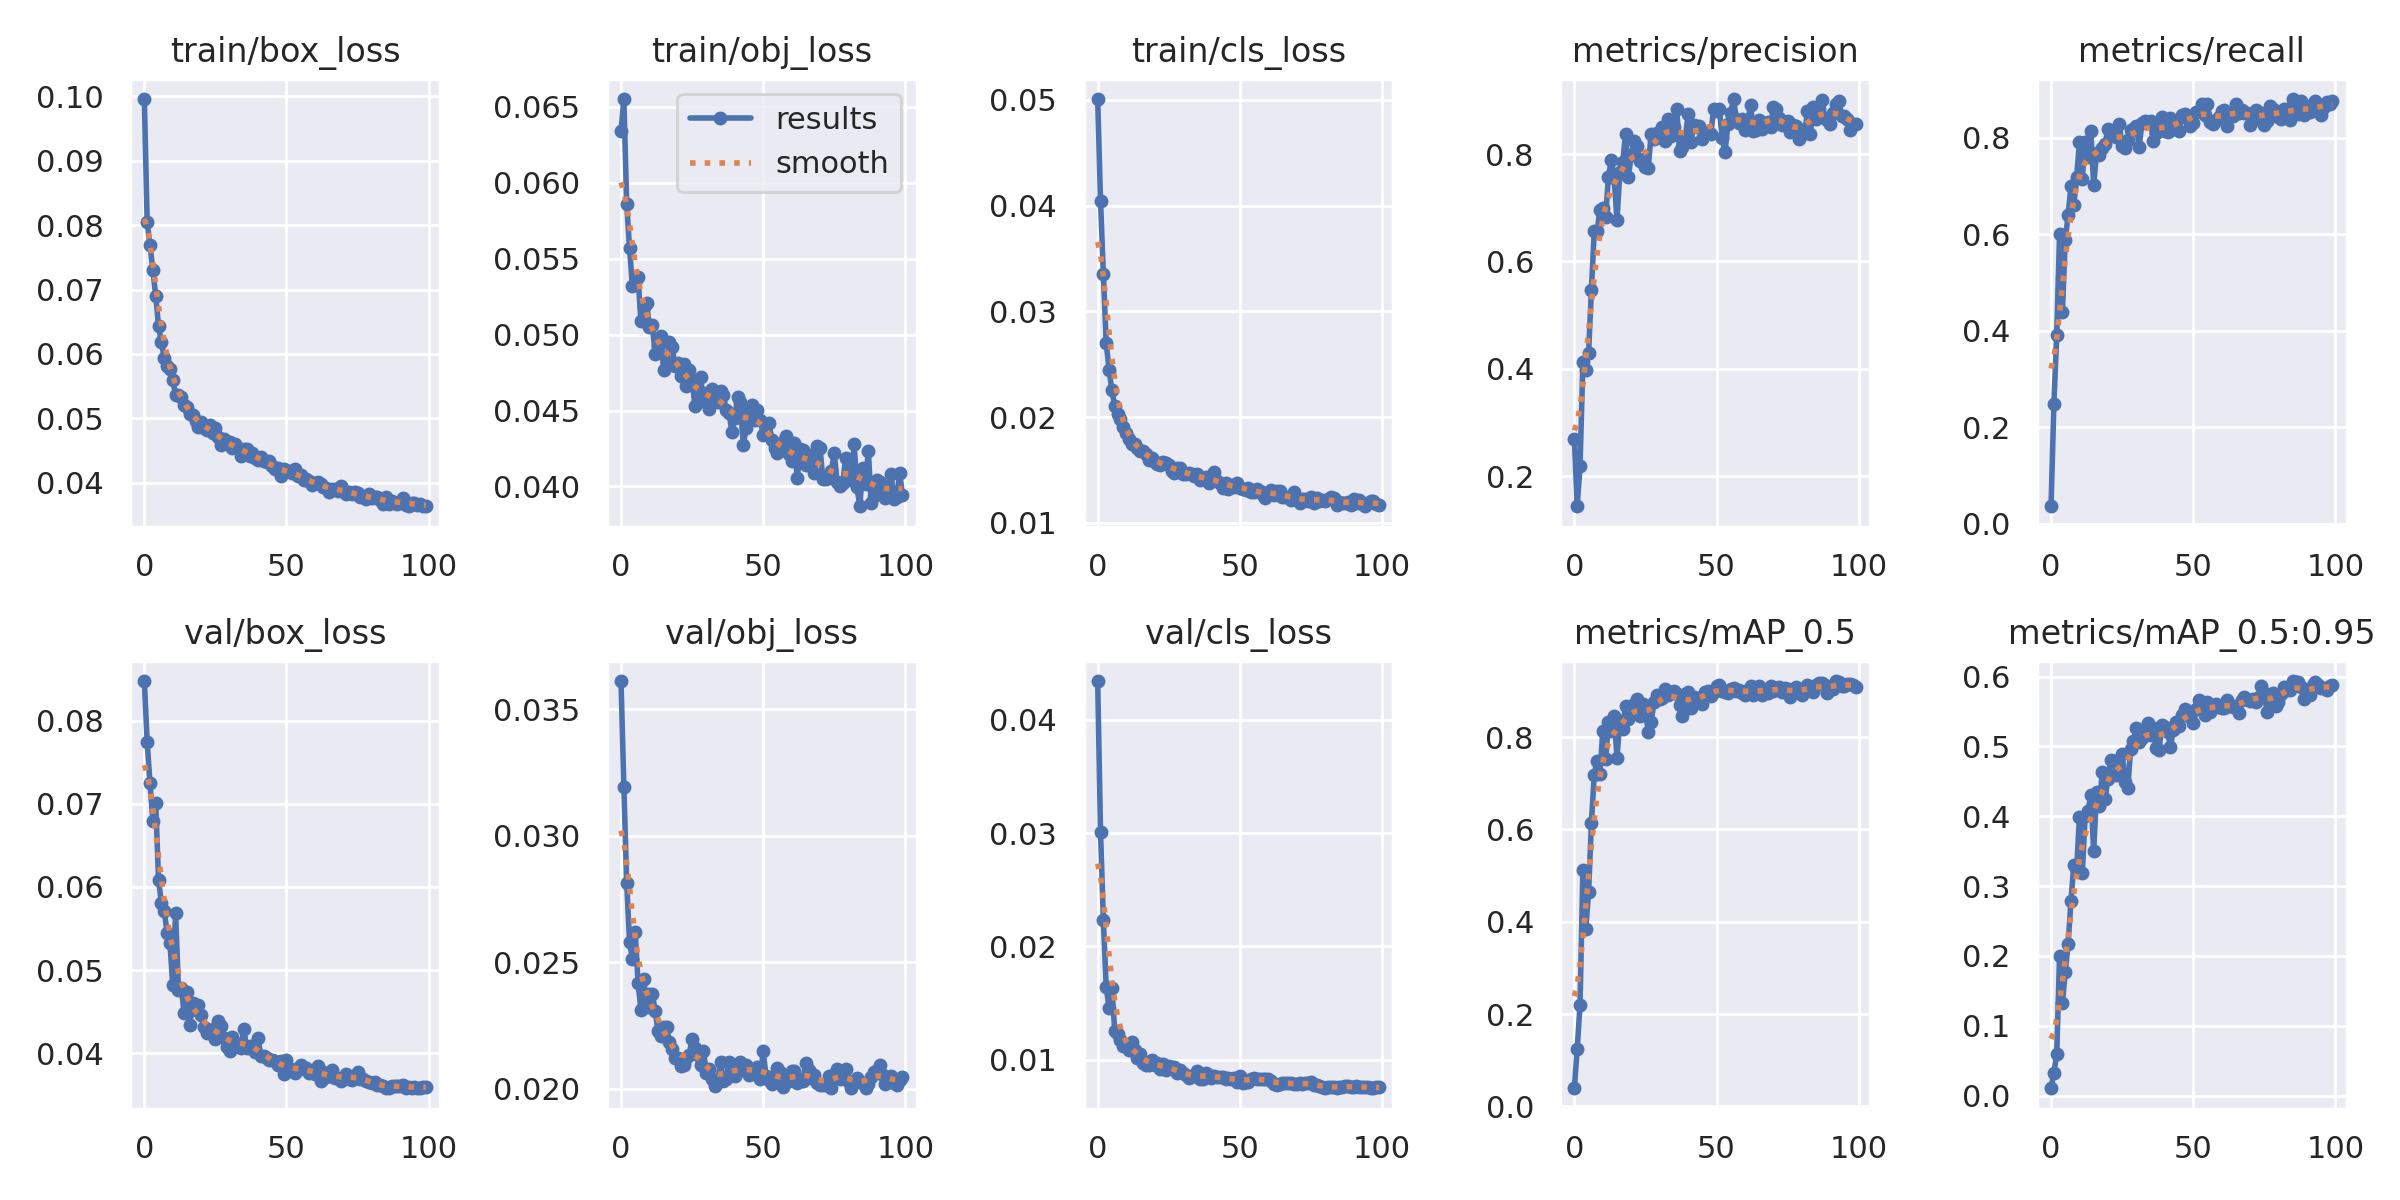 train/box_loss
0.10
0.09
0.08
0.07
0.06
0.05
0.04
0 50 100
train/obj_loss
results
smooth
0.065
0.060
0.055
0.050
0.045
0.040
0 50 100
train/cls_loss
0.05
0.04
0.03
0.02
0.01
0 50 100
metrics/precision
0.8
0.6
0.4
0.2
0 50 100
metrics/recall
0.8
0.6
0.4
0.2
0.0
0 50 100
val/box_loss
0.08
0.07
0.06
0.05
0.04
0 50 100
val/obj_loss
0.035
0.030
0.025
0.020
0 50 100
val/cls_loss
0.04
0.03
0.02
0.01
0 50 100
metrics/mAP_0.5
0.8
0.6
0.4
0.2
0.0
0 50 100
metrics/mAP_0.5:0.95
0.6
0.5
0.4
0.3
0.2
0.1
0.0
0 50 100